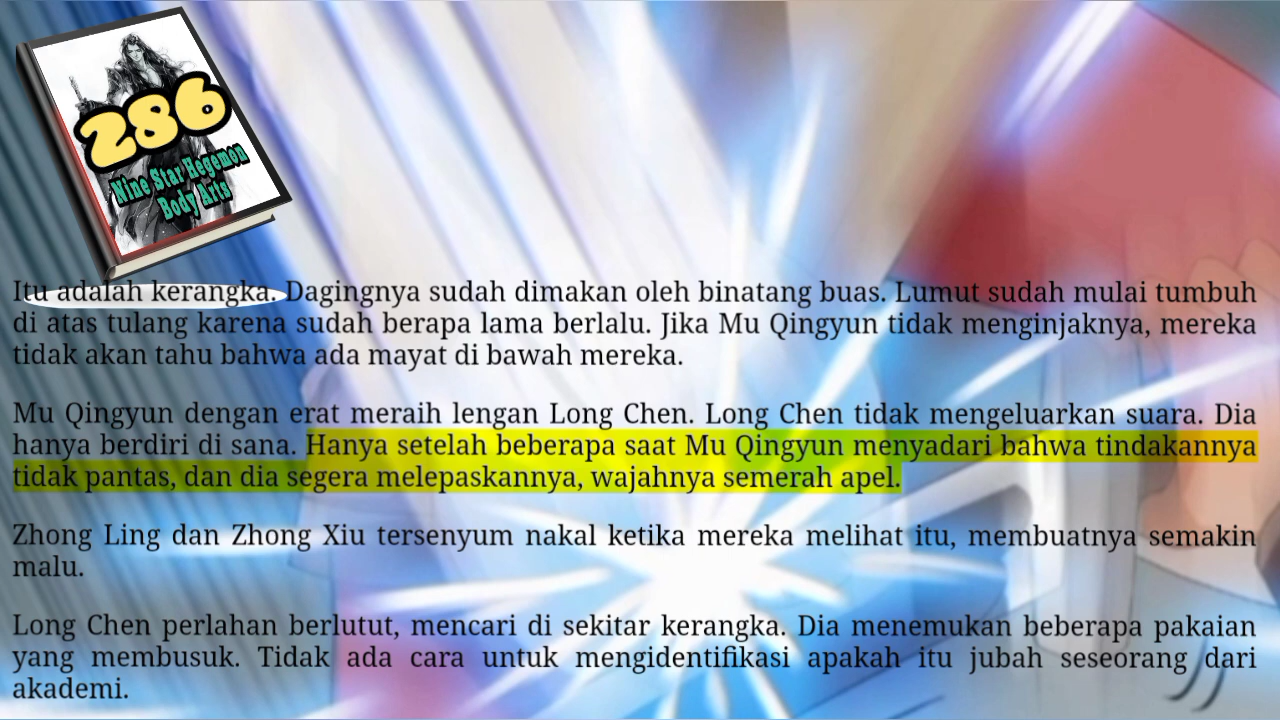 286
Nine Star Hegemon
Body Arts
Itu adalah kerangka. Dagingnya sudah dimakan oleh binatang buas. Lumut sudah mulai tumbuh
di atas tulang karena sudah berapa lama berlalu. Jika Mu Qingyun tidak menginjaknya, mereka
tidak akan tahu bahwa ada mayat di bawah mereka.
Mu Qingyun dengan erat meraih lengan Long Chen. Long Chen tidak mengeluarkan suara. Dia
hanya berdiri di sana. Hanya setelah beberapa saat Mu Qingyun menyadari bahwa tindakannya
tidak pantas, dan dia segera melepaskannya, wajahnya semerah apel.
Zhong Ling dan Zhong Xiu tersenyum nakal ketika mereka melihat itu, membuatnya semakin
malu.
Long Chen perlahan berlutut, mencari di sekitar kerangka. Dia menemukan beberapa pakaian
yang membusuk. Tidak ada cara untuk mengidentifikasi apakah itu jubah seseorang dari
akademi.